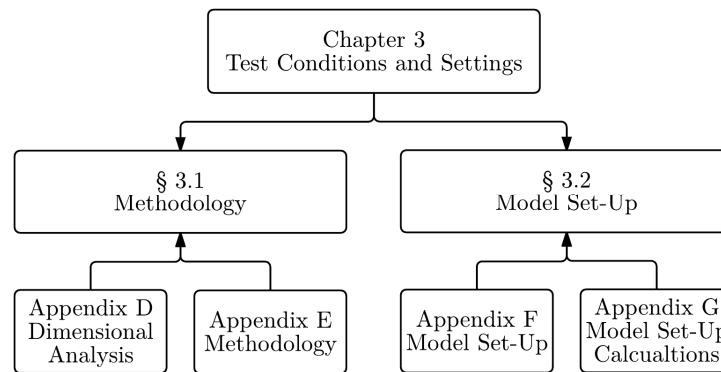 Chapter 3
Test Conditions and Settings
§ 3.1
Methodology
§ 3.2
Model Set-Up
Appendix D
Dimensional
Analysis
Appendix E
Methodology
Appendix F
Model Set-Up
Appendix G
Model Set-Up
Calcualtions